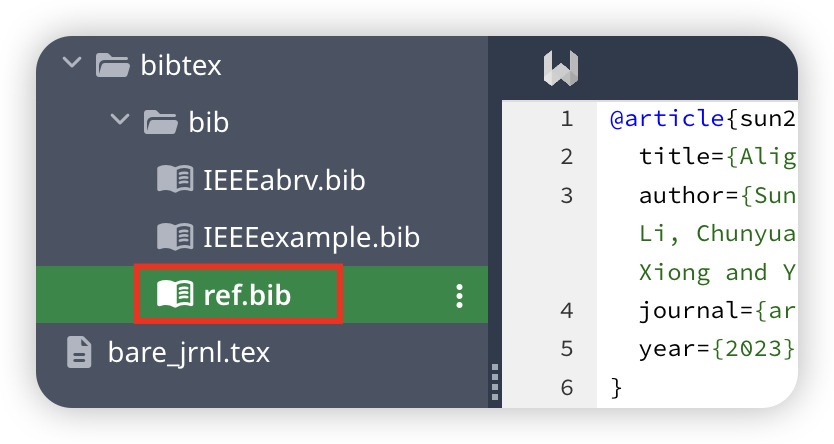 bibtex
bib
IEEEabrv.bib
IEEEexample.bib
ref.bib
bare_jrnl.tex
1 @article{sun2
2 title={Alig
3 author={Sun
Li, Chunyua
Xiong and Y
4 journal={ar
5 year={2023}
6 }